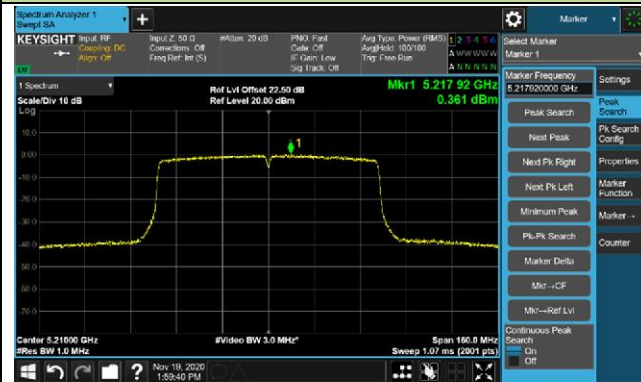 Spectrum Analyzer 1
Swept SA
+
Marker
KEYSIGHT Input: RF
Coupling: DC
Align: Off
Input Z: 50 Ω
Corrections: Off
Freq Ref: Int (S)
#Atten: 20 dB
PNO: Fast
Gate: Off
IF Gain: Low
Sig Track: Off
Avg Type: Power (RMS)
Avg|Hold: 100/100
Trig: Free Run
1 2 3 4 5 6
A W W W W W
A N N N N N
Select Marker
Marker 1
1 Spectrum
Scale/Div 10 dB
Log
Ref Lvl Offset 22.50 dB
Ref Level 20.00 dBm
Mkr1 5.217 92 GHz
0.361 dBm
10.0
0.00
-10.0
-20.0
-30.0
-40.0
-50.0
-60.0
-70.0
1
Center 5.21000 GHz
#Res BW 1.0 MHz
#Video BW 3.0 MHz*
Span 160.0 MHz
Sweep 1.07 ms (2001 pts)
Marker Frequency
5.217920000 GHz
Peak Search
Next Peak
Next Pk Right
Next Pk Left
Minimum Peak
Pk-Pk Search
Marker Delta
Mkr→CF
Mkr→Ref Lvl
Continuous Peak
Search
On
Off
Settings
Peak
Search
Pk Search
Config
Properties
Marker
Function
Marker→
Counter
?
Nov 19, 2020
1:59:40 PM